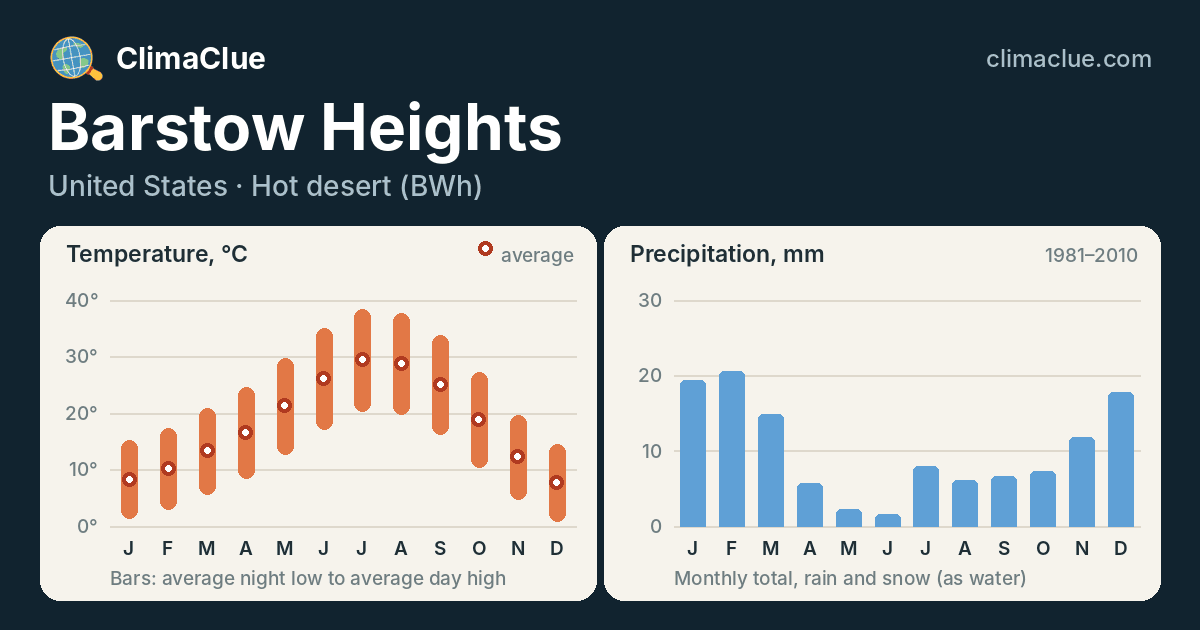 ClimaClue
climaclue.com
Barstow Heights
United States · Hot desert (BWh)
Temperature, °C
average
40°
30°
20°
10°
0°
J F M A M J J A S O N D
Bars: average night low to average day high
Precipitation, mm
1981–2010
30
20
10
0
J F M A M J J A S O N D
Monthly total, rain and snow (as water)